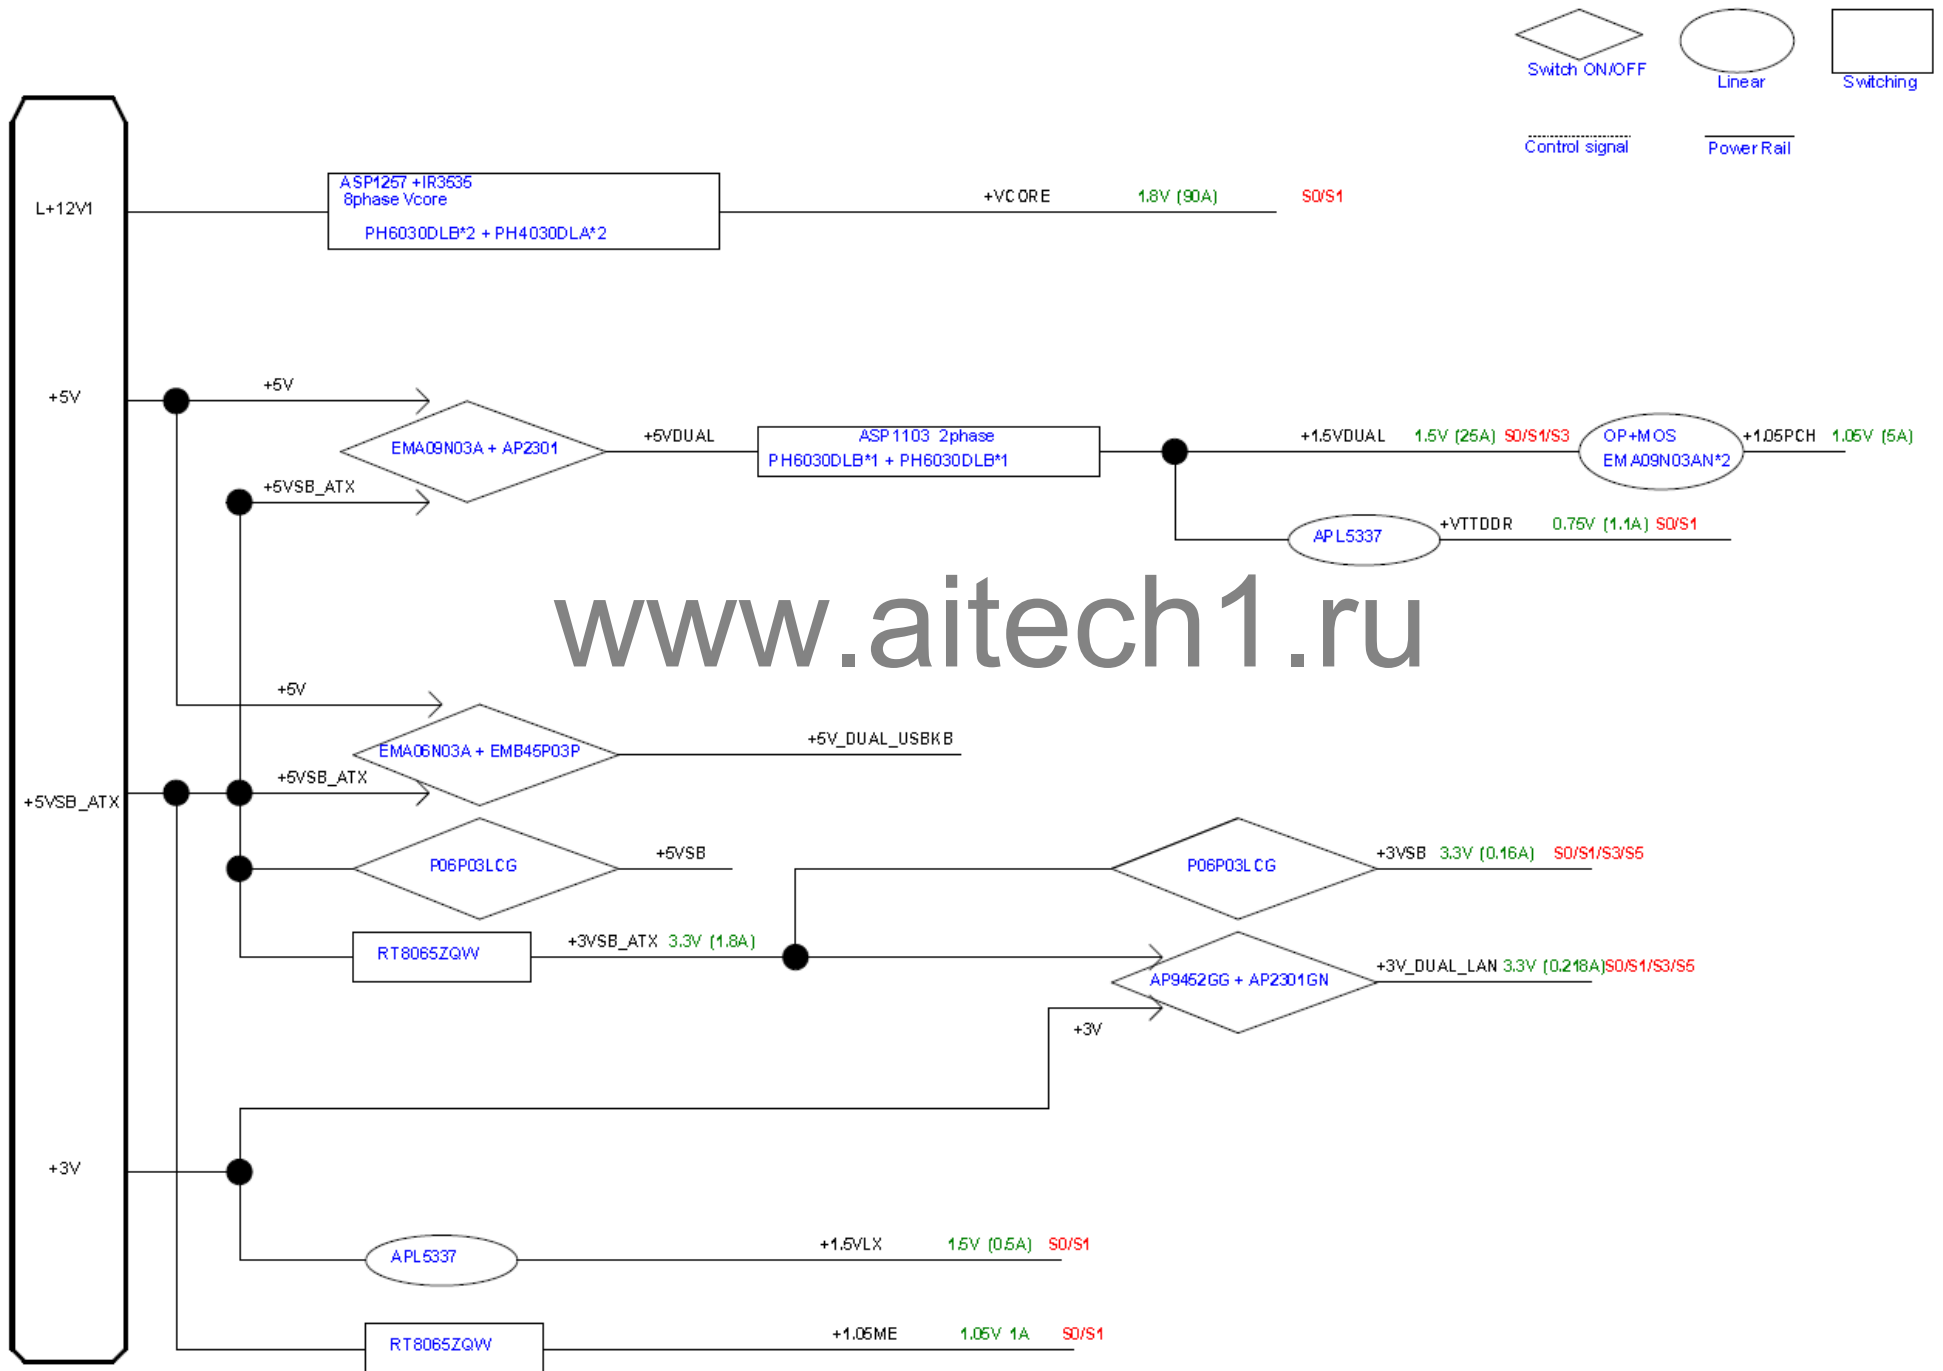 Switch ON/OFF
Linear
Switching
Control signal
Power Rail
L+12V1
ASP1257 +IR3535
8phase Vcore
PH6030DLB*2 + PH4030DLA*2
+VCORE 1.8V (90A) S0/S1
+5V
+5V
EMA09N03A + AP2301
+5VSB_ATX
+5VDUAL
ASP1103 2phase
PH6030DLB*1 + PH6030DLB*1
+1.5VDUAL 1.5V (25A) S0/S1/S3
OP+MOS
EMA09N03AN*2
+1.05PCH 1.05V (5A)
APL5337
+VTTDDR 0.75V (1.1A) S0/S1
www.aitech1.ru
+5V
EMA06N03A + EMB45P03P
+5V_DUAL_USBKB
+5VSB_ATX
+5VSB_ATX
P06P03LCG
+5VSB
P06P03LCG
+3VSB 3.3V (0.16A) S0/S1/S3/S5
RT8065ZQW
+3VSB_ATX 3.3V (1.8A)
AP9452GG + AP2301GN
+3V_DUAL_LAN 3.3V (0.218A)S0/S1/S3/S5
+3V
+3V
APL5337
+1.5VLX 1.5V (0.5A) S0/S1
RT8065ZQW
+1.05ME 1.05V 1A S0/S1